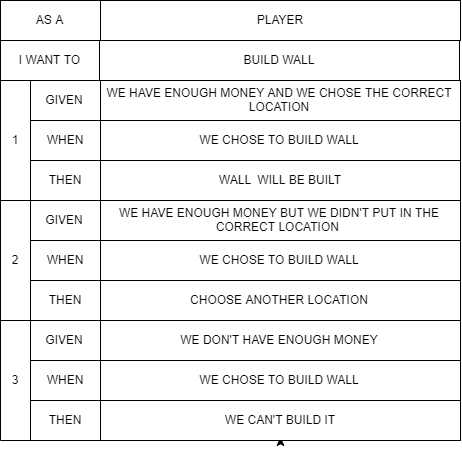 AS A
PLAYER
I WANT TO
BUILD WALL
1
GIVEN
WE HAVE ENOUGH MONEY AND WE CHOSE THE CORRECT
LOCATION
WHEN
WE CHOSE TO BUILD WALL
THEN
WALL WILL BE BUILT
2
GIVEN
WE HAVE ENOUGH MONEY BUT WE DIDN'T PUT IN THE
CORRECT LOCATION
WHEN
WE CHOSE TO BUILD WALL
THEN
CHOOSE ANOTHER LOCATION
3
GIVEN
WE DON'T HAVE ENOUGH MONEY
WHEN
WE CHOSE TO BUILD WALL
THEN
WE CAN'T BUILD IT